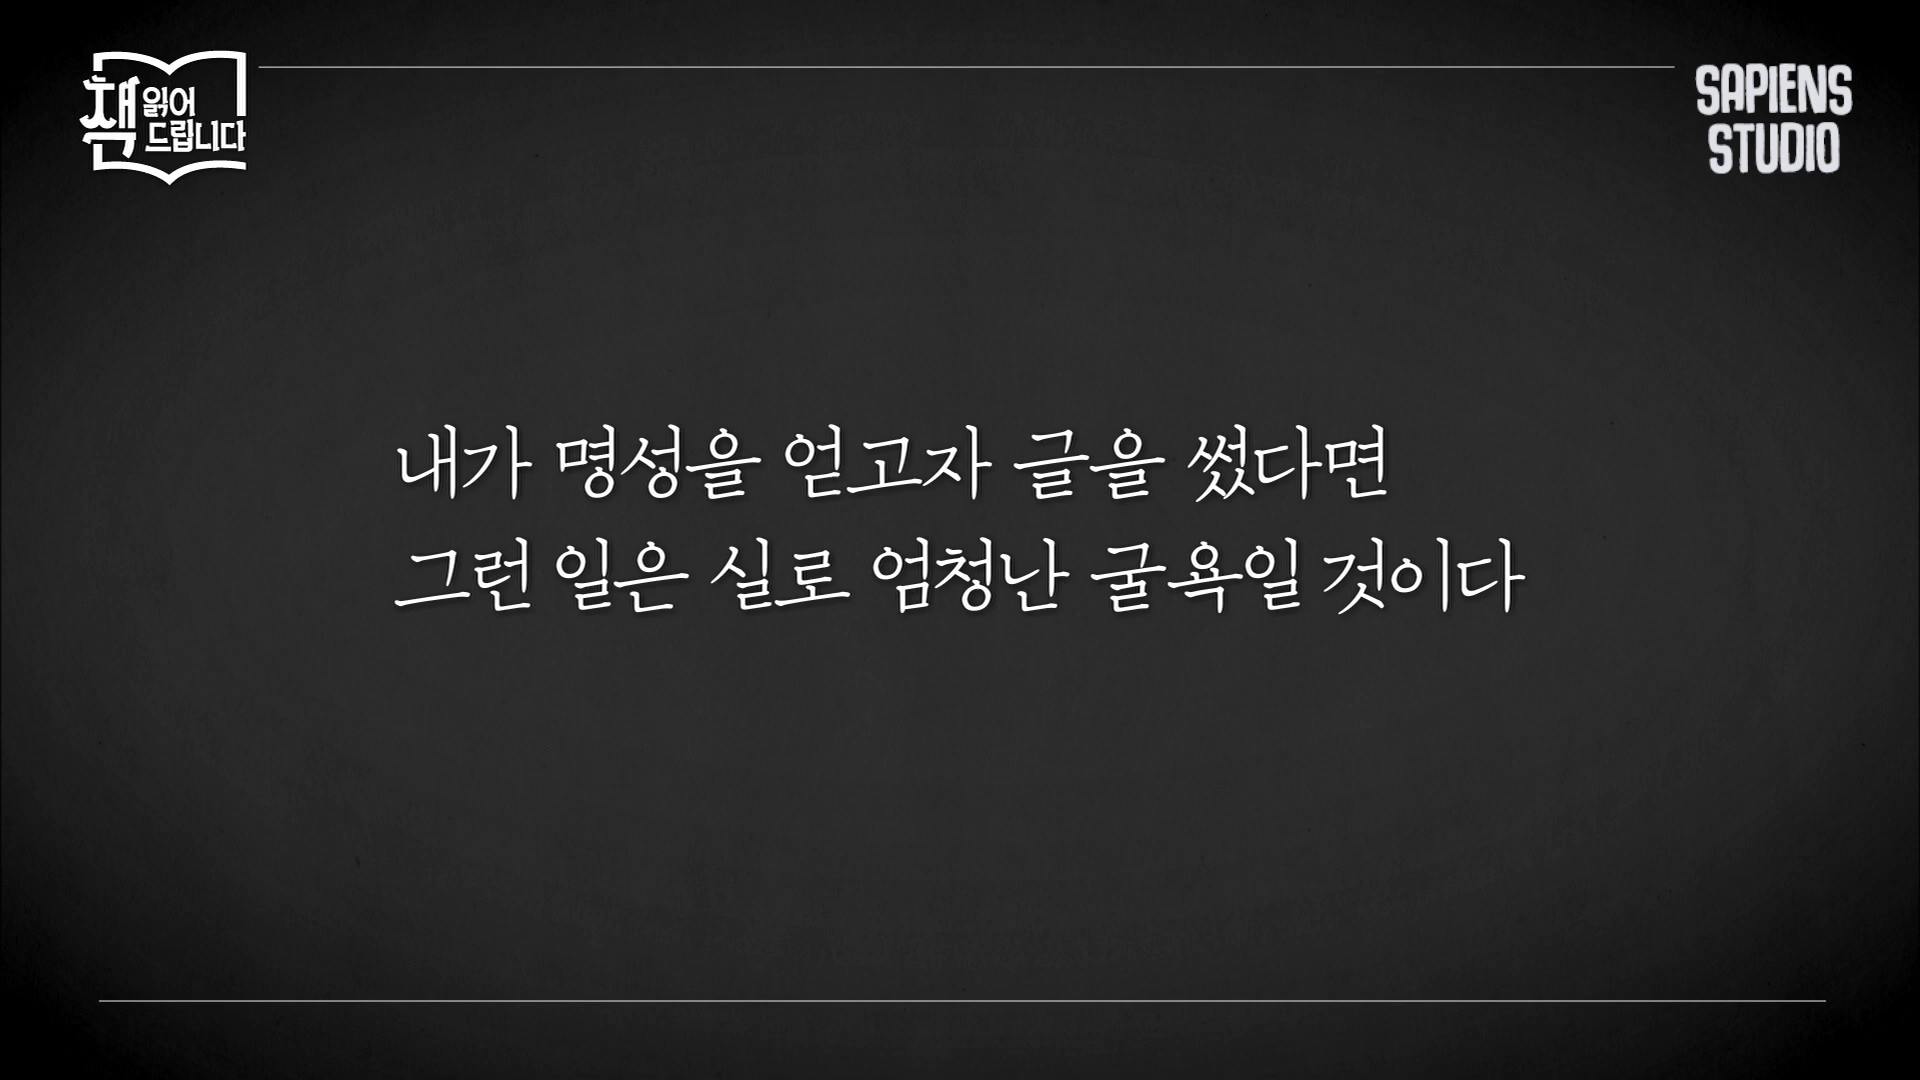 책 읽어
드립니다
SAPIENS
STUDIO
내가 명성을 얻고자 글을 썼다면
그런 일은 실로 엄청난 굴욕일 것이다